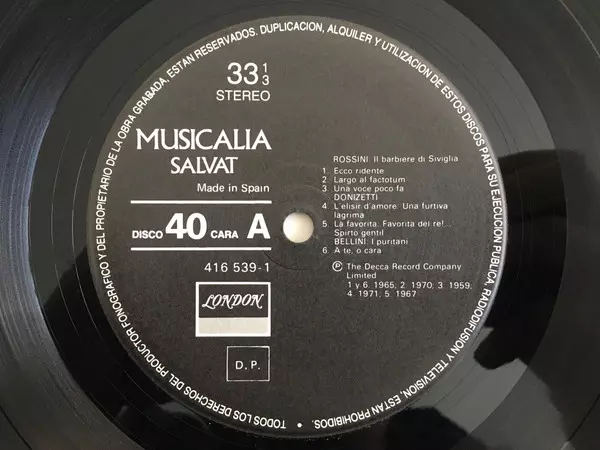 TODOS LOS DERECHOS DEL PRODUCTOR FONOGRAFICO Y DEL PROPIETARIO DE LA OBRA GRABADA, ESTAN RESERVADOS. DUPLICACION, ALQUILER Y UTILIZACION DE ESTOS DISCOS PARA SU EJECUCION PUBLICA, RADIODIFUSION Y TELEVISION, ESTAN PROHIBIDOS.
33 1/3
STEREO
MUSICALIA
SALVAT
Made in Spain
DISCO 40 CARA A
416 539-1
LONDON
D.P.
ROSSINI: Il barbiere di Siviglia
1. Ecco ridente
2. Largo al factotum
3. Una voce poco fa
DONIZETTI
4. L'elisir d'amore: Una furtiva
lagrima
5. La favorita: Favorita del re!...
Spirto gentil
BELLINI: I puritani
6. A te, o cara
Ⓟ The Decca Record Company
Limited
1 y 6. 1965; 2. 1970; 3. 1959;
4. 1971; 5. 1967